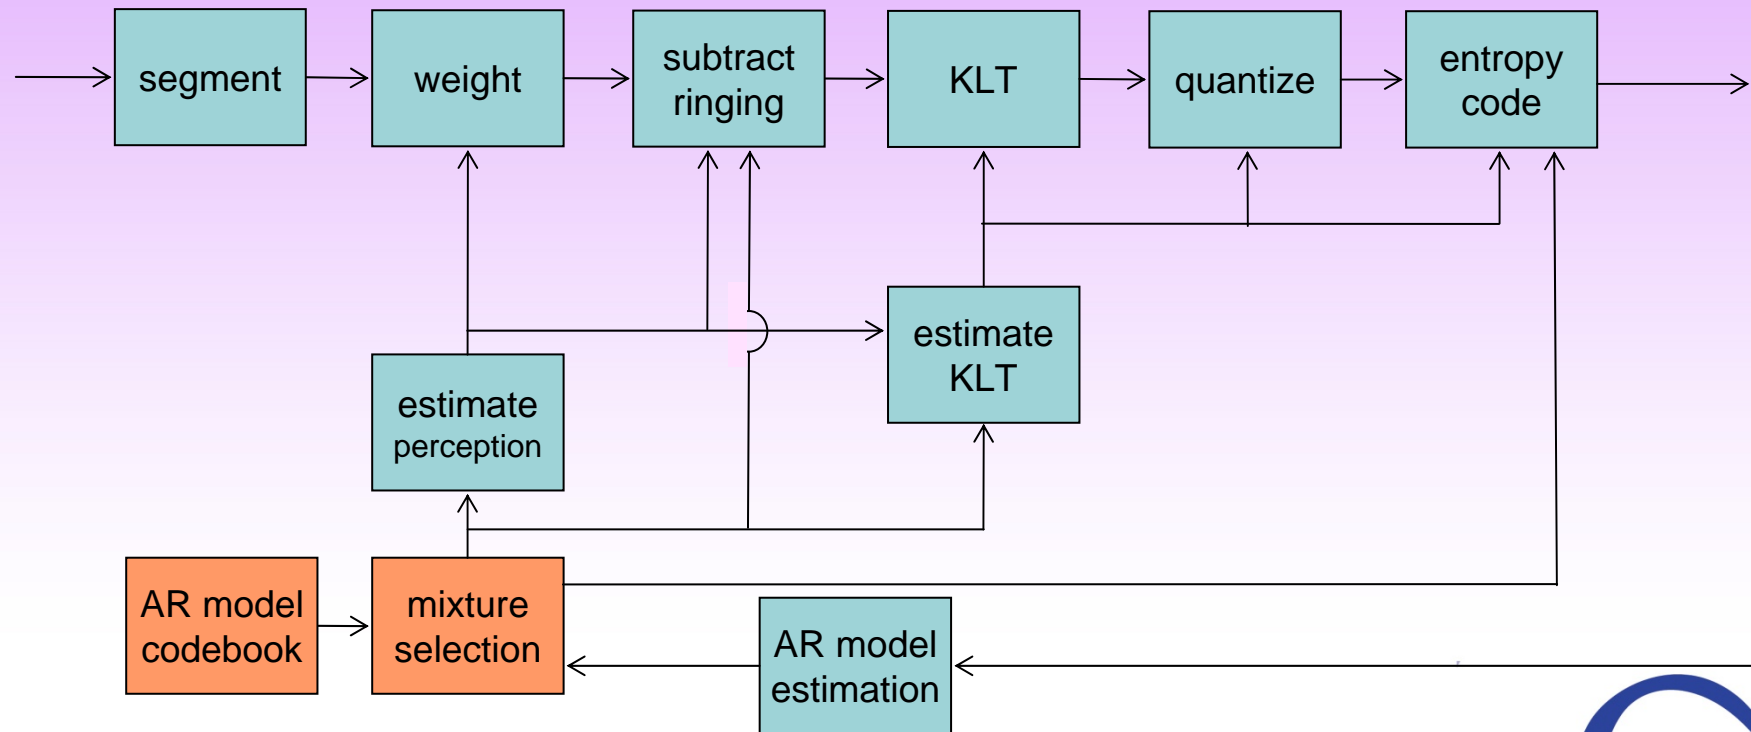 segment
weight
subtract
ringing
KLT
quantize
entropy
code
estimate
KLT
estimate
perception
AR model
codebook
mixture
selection
AR model
estimation